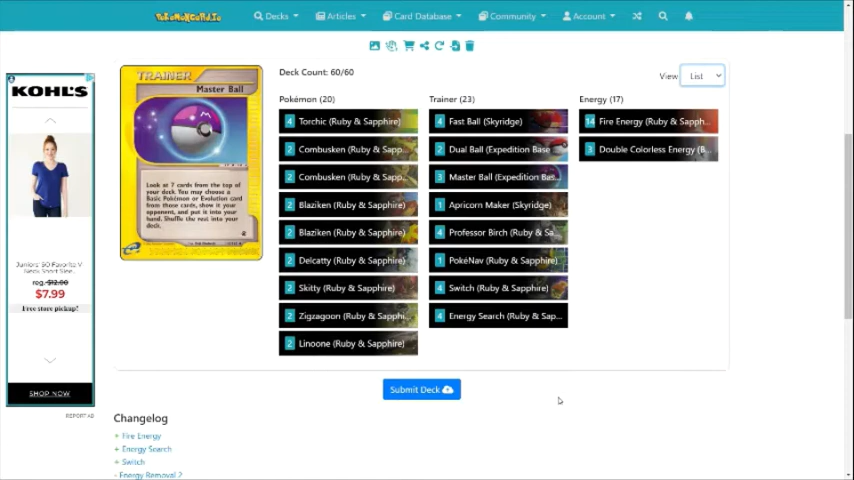 PokemonCard.io
Decks
Articles
Card Database
Community
Account
Deck Count: 60/60
View
List
KOHL'S
reg. $12.00
$7.99
Free store pickup*
SHOP NOW
REPORT AD
TRAINER
Master Ball
Look at 7 cards from the top of
your deck. You may choose a
Basic Pokémon or Evolution card
from those cards, show it to your
opponent, and put it into your
hand. Shuffle the rest into your
deck.
Pokémon (20)
4 Torchic (Ruby & Sapphire)
2 Combusken (Ruby & Sapp...
2 Combusken (Ruby & Sapp...
2 Blaziken (Ruby & Sapphire)
2 Blaziken (Ruby & Sapphire)
2 Delcatty (Ruby & Sapphire)
2 Skitty (Ruby & Sapphire)
2 Zigzagoon (Ruby & Sapphi...
2 Linoone (Ruby & Sapphire)
Trainer (23)
4 Fast Ball (Skyridge)
2 Dual Ball (Expedition Base
3 Master Ball (Expedition Bas...
1 Apricorn Maker (Skyridge)
4 Professor Birch (Ruby & Sa...
1 PokéNav (Ruby & Sapphire)
4 Switch (Ruby & Sapphire)
4 Energy Search (Ruby & Sap...
Energy (17)
14 Fire Energy (Ruby & Sapph...
3 Double Colorless Energy (B...
Submit Deck
Changelog
+ Fire Energy
+ Energy Search
+ Switch
- Energy Removal 2